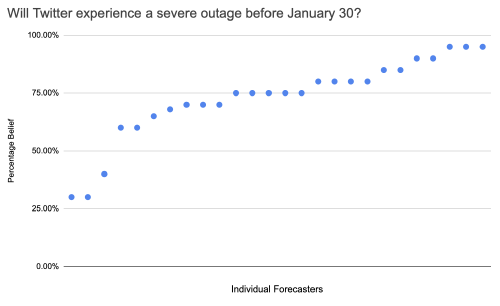 Will Twitter experience a severe outage before January 30?
100.00%
75.00%
50.00%
25.00%
0.00%
Percentage Belief
Individual Forecasters